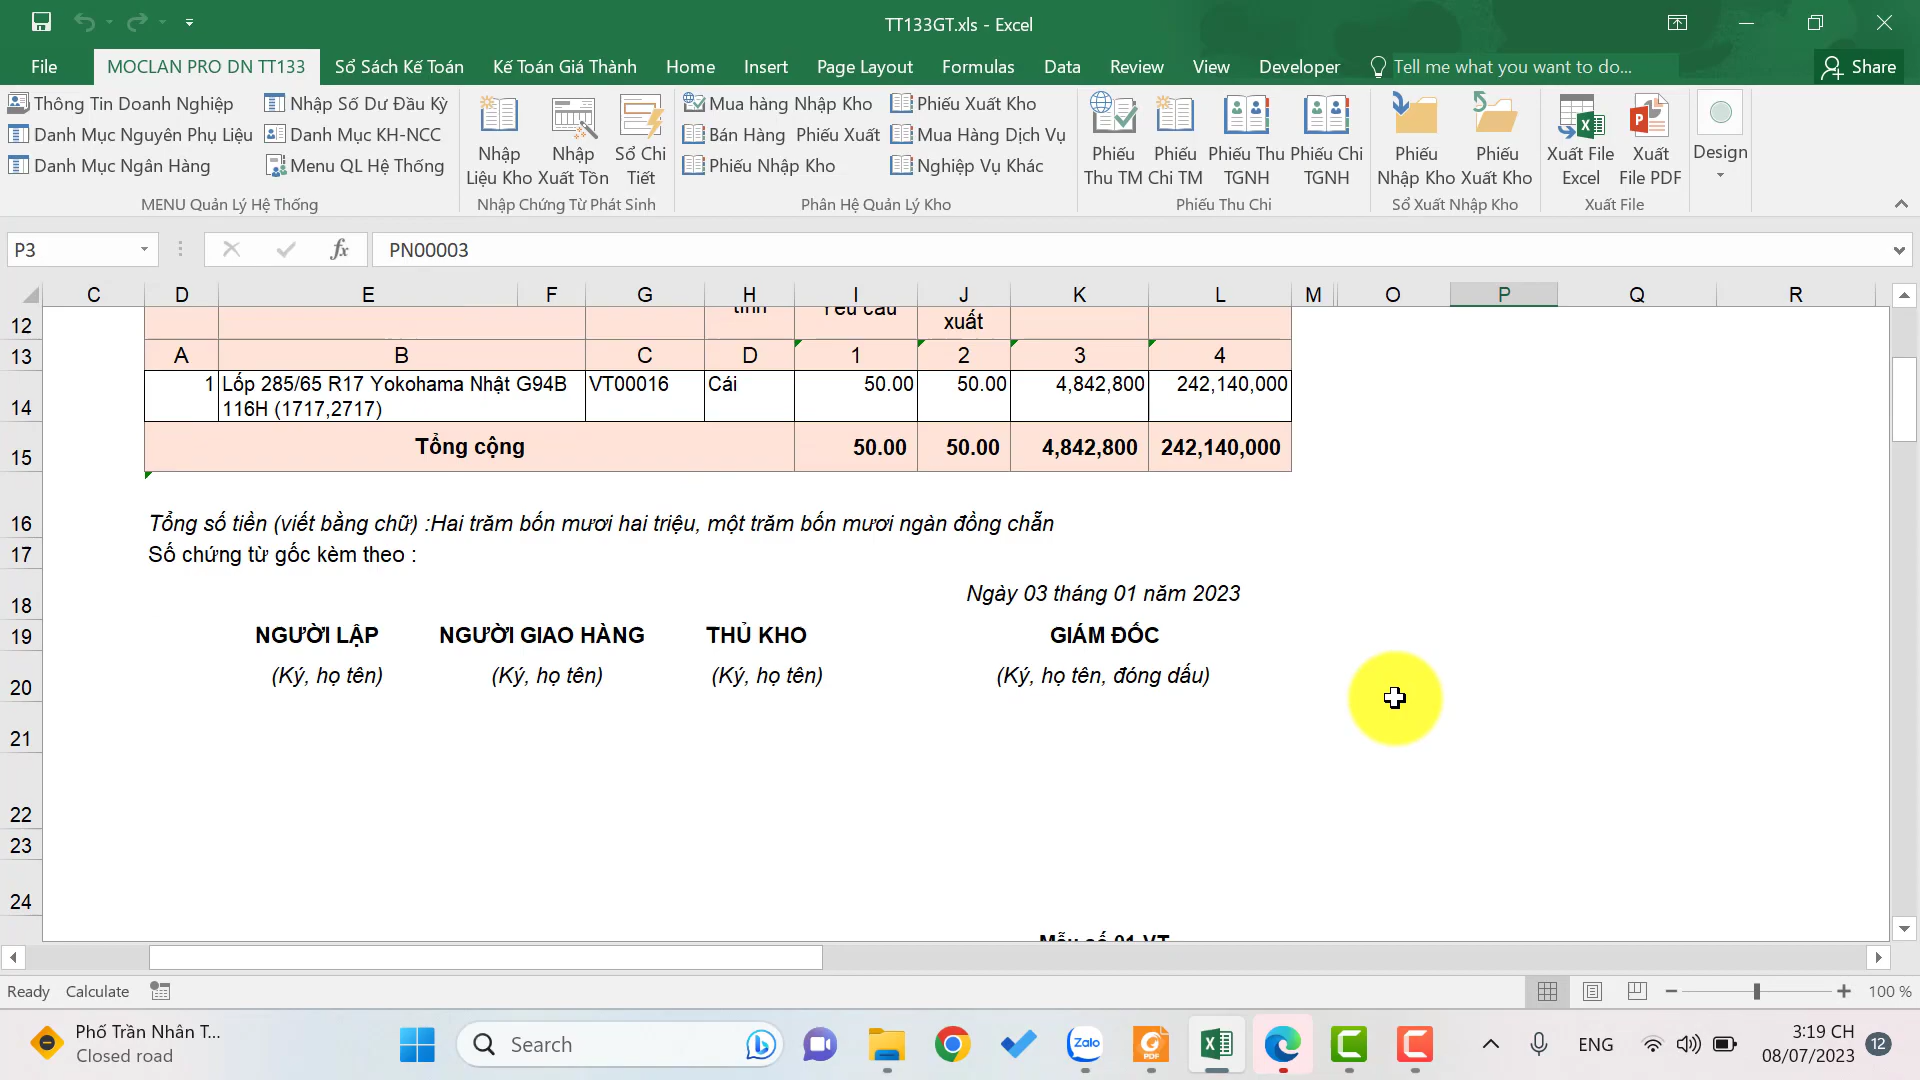 TT133GT.xls - Excel
File MOCLAN PRO DN TT133 Sổ Sách Kế Toán Kế Toán Giá Thành Home Insert Page Layout Formulas Data Review View Developer Tell me what you want to do... Share
Thông Tin Doanh Nghiệp
Danh Mục Nguyên Phụ Liệu
Danh Mục Ngân Hàng
Nhập Số Dư Đầu Kỳ
Danh Mục KH-NCC
Menu QL Hệ Thống
MENU Quản Lý Hệ Thống
Nhập Liệu Kho
Nhập Xuất Tồn
Sổ Chi Tiết
Nhập Chứng Từ Phát Sinh
Mua hàng Nhập Kho
Bán Hàng Phiếu Xuất
Phiếu Nhập Kho
Phiếu Xuất Kho
Mua Hàng Dịch Vụ
Nghiệp Vụ Khác
Phân Hệ Quản Lý Kho
Phiếu Thu TM
Phiếu Chi TM
Phiếu Thu TGNH
Phiếu Chi TGNH
Phiếu Thu Chi
Phiếu Nhập Kho
Phiếu Xuất Kho
Sổ Xuất Nhập Kho
Xuất File Excel
Xuất File PDF
Xuất File
Design
P3 fx PN00003
C D E F G H I J K L M O P Q R
12 xuất
13 A B C D 1 2 3 4
14 1 Lốp 285/65 R17 Yokohama Nhật G94B 116H (1717,2717) VT00016 Cái 50.00 50.00 4,842,800 242,140,000
15 Tổng cộng 50.00 50.00 4,842,800 242,140,000
16 Tổng số tiền (viết bằng chữ) :Hai trăm bốn mươi hai triệu, một trăm bốn mươi ngàn đồng chẵn
17 Số chứng từ gốc kèm theo :
18 Ngày 03 tháng 01 năm 2023
19 NGƯỜI LẬP NGƯỜI GIAO HÀNG THỦ KHO GIÁM ĐỐC
20 (Ký, họ tên) (Ký, họ tên) (Ký, họ tên) (Ký, họ tên, đóng dấu)
21
22
23
24
Mẫu số 01-VT
Ready Calculate 100 %
Phố Trần Nhân T...
Closed road
Search
Zalo
PDF
ENG
3:19 CH
08/07/2023
12